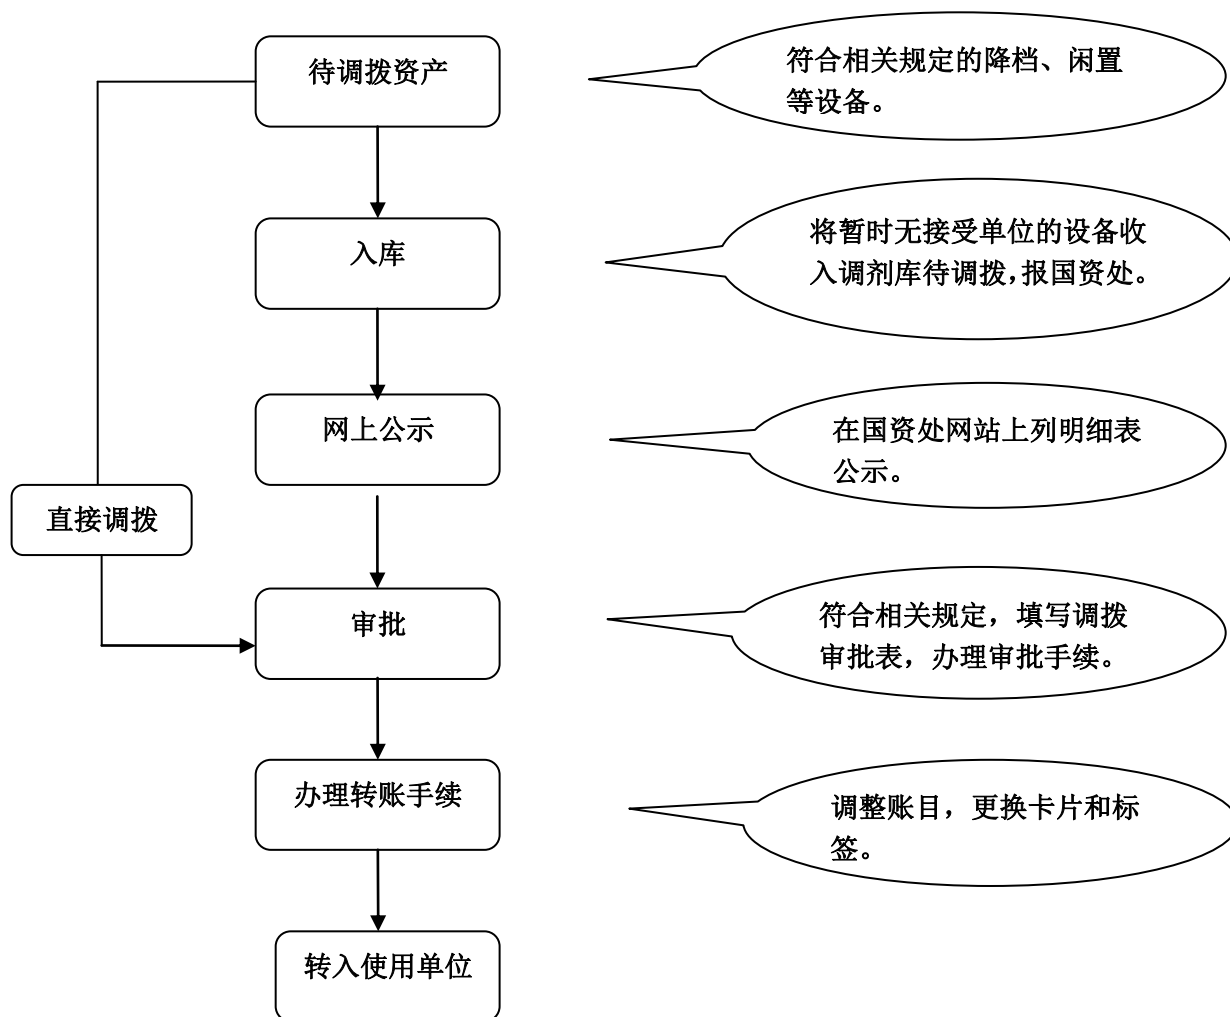 待调拨资产
符合相关规定的降档、闲置
等设备。
入库
将暂时无接受单位的设备收
入调剂库待调拨,报国资处。
网上公示
在国资处网站上列明细表
公示。
直接调拨
审批
符合相关规定，填写调拨
审批表，办理审批手续。
办理转账手续
调整账目，更换卡片和标
签。
转入使用单位